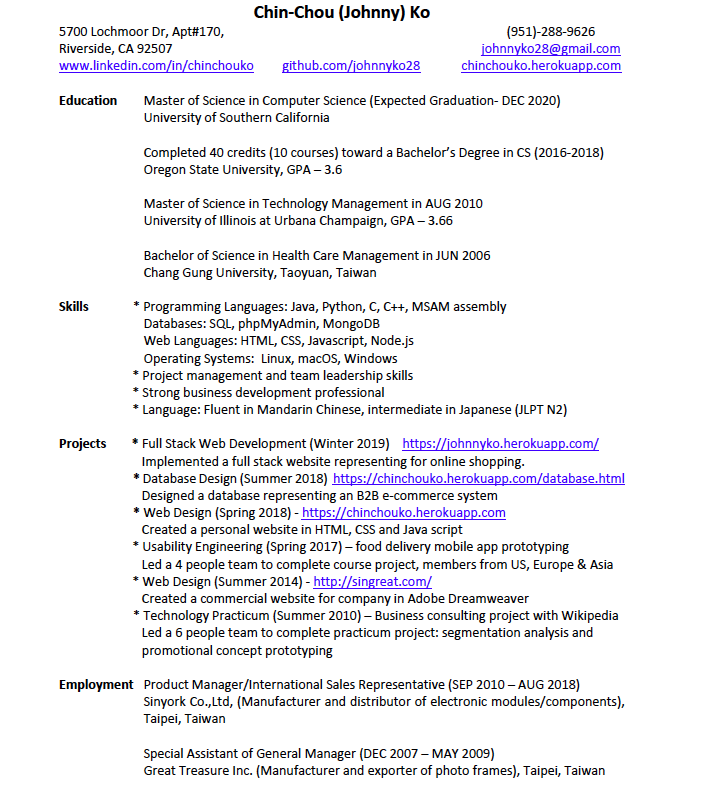 Chin-Chou (Johnny) Ko
5700 Lochmoor Dr, Apt#170, (951)-288-9626
Riverside, CA 92507 johnnyko28@gmail.com
www.linkedin.com/in/chinchouko github.com/johnnyko28 chinchouko.herokuapp.com
Education Master of Science in Computer Science (Expected Graduation- DEC 2020)
University of Southern California
Completed 40 credits (10 courses) toward a Bachelor's Degree in CS (2016-2018)
Oregon State University, GPA – 3.6
Master of Science in Technology Management in AUG 2010
University of Illinois at Urbana Champaign, GPA – 3.66
Bachelor of Science in Health Care Management in JUN 2006
Chang Gung University, Taoyuan, Taiwan
Skills * Programming Languages: Java, Python, C, C++, MSAM assembly
Databases: SQL, phpMyAdmin, MongoDB
Web Languages: HTML, CSS, Javascript, Node.js
Operating Systems: Linux, macOS, Windows
* Project management and team leadership skills
* Strong business development professional
* Language: Fluent in Mandarin Chinese, intermediate in Japanese (JLPT N2)
Projects * Full Stack Web Development (Winter 2019) https://johnnyko.herokuapp.com/
Implemented a full stack website representing for online shopping.
* Database Design (Summer 2018) https://chinchouko.herokuapp.com/database.html
Designed a database representing an B2B e-commerce system
* Web Design (Spring 2018) - https://chinchouko.herokuapp.com
Created a personal website in HTML, CSS and Java script
* Usability Engineering (Spring 2017) – food delivery mobile app prototyping
Led a 4 people team to complete course project, members from US, Europe & Asia
* Web Design (Summer 2014) - http://singreat.com/
Created a commercial website for company in Adobe Dreamweaver
* Technology Practicum (Summer 2010) – Business consulting project with Wikipedia
Led a 6 people team to complete practicum project: segmentation analysis and
promotional concept prototyping
Employment Product Manager/International Sales Representative (SEP 2010 – AUG 2018)
Sinyork Co.,Ltd, (Manufacturer and distributor of electronic modules/components),
Taipei, Taiwan
Special Assistant of General Manager (DEC 2007 – MAY 2009)
Great Treasure Inc. (Manufacturer and exporter of photo frames), Taipei, Taiwan